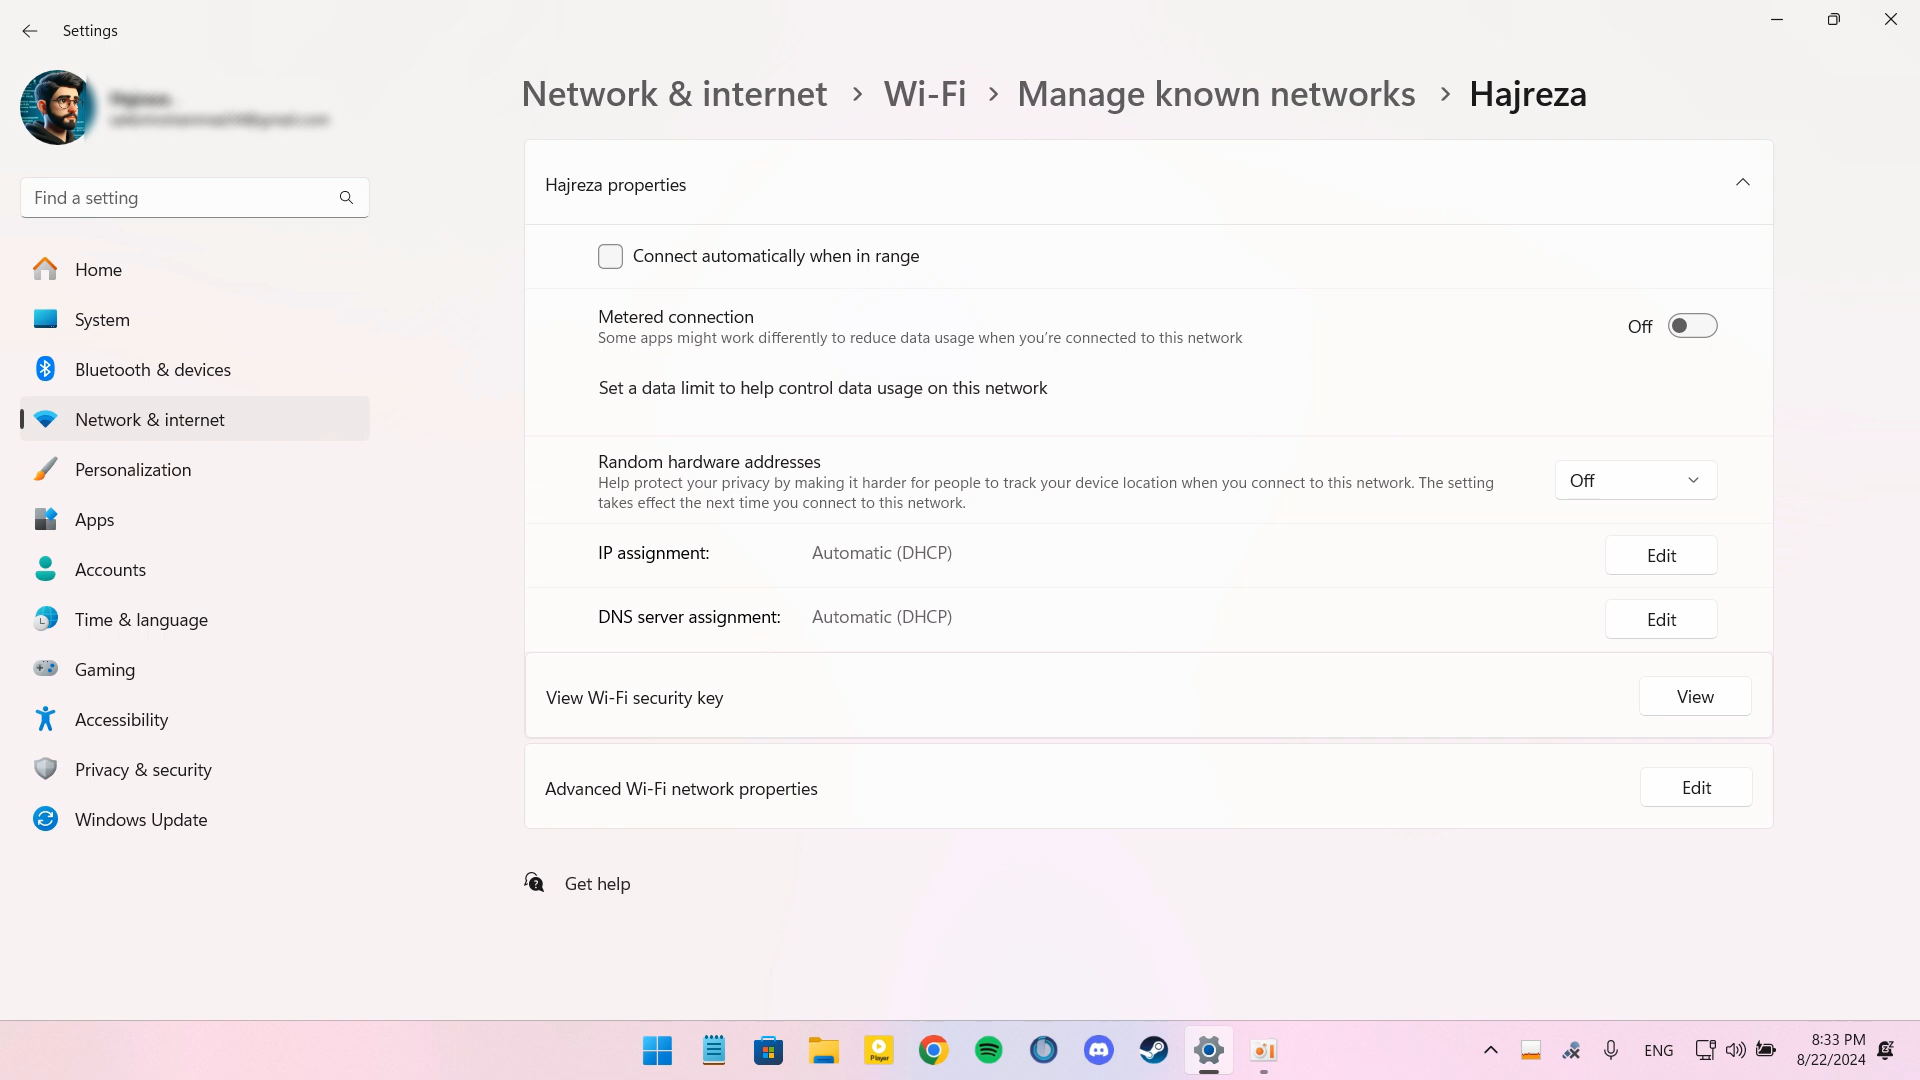 Settings
Network & internet > Wi-Fi > Manage known networks > Hajreza
Find a setting
Home
System
Bluetooth & devices
Network & internet
Personalization
Apps
Accounts
Time & language
Gaming
Accessibility
Privacy & security
Windows Update
Hajreza properties
Connect automatically when in range
Metered connection
Some apps might work differently to reduce data usage when you're connected to this network
Off
Set a data limit to help control data usage on this network
Random hardware addresses
Help protect your privacy by making it harder for people to track your device location when you connect to this network. The setting
takes effect the next time you connect to this network.
Off
IP assignment: Automatic (DHCP) Edit
DNS server assignment: Automatic (DHCP) Edit
View Wi-Fi security key View
Advanced Wi-Fi network properties Edit
Get help
Player
ENG
8:33 PM
8/22/2024